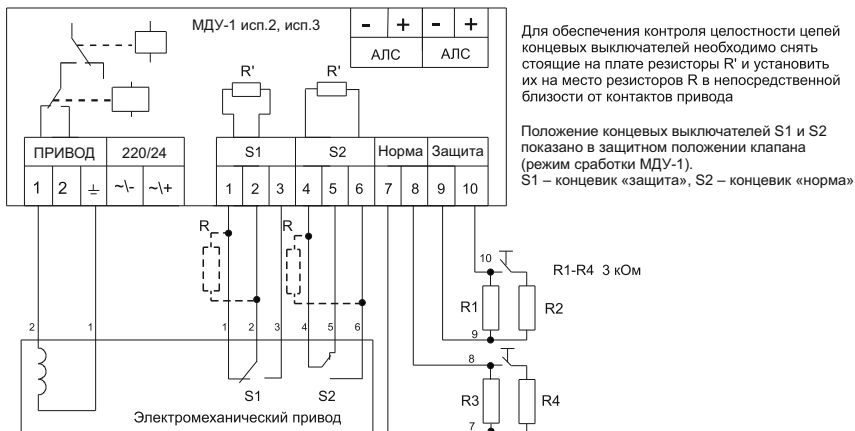 МДУ-1 исп.2, исп.3
- + - +
АЛС АЛС
R' R'
ПРИВОД 220/24 S1 S2 Норма Защита
1 2 ⏚ ~\- ~\+ 1 2 3 4 5 6 7 8 9 10
R R
2 1 1 2 3 4 5 6
S1 S2
Электромеханический привод
10
R1 R2
9
8
R3 R4
7
R1-R4 3 кОм
Для обеспечения контроля целостности цепей
концевых выключателей необходимо снять
стоящие на плате резисторы R' и установить
их на место резисторов R в непосредственной
близости от контактов привода
Положение концевых выключателей S1 и S2
показано в защитном положении клапана
(режим сработки МДУ-1).
S1 – концевик «защита», S2 – концевик «норма»